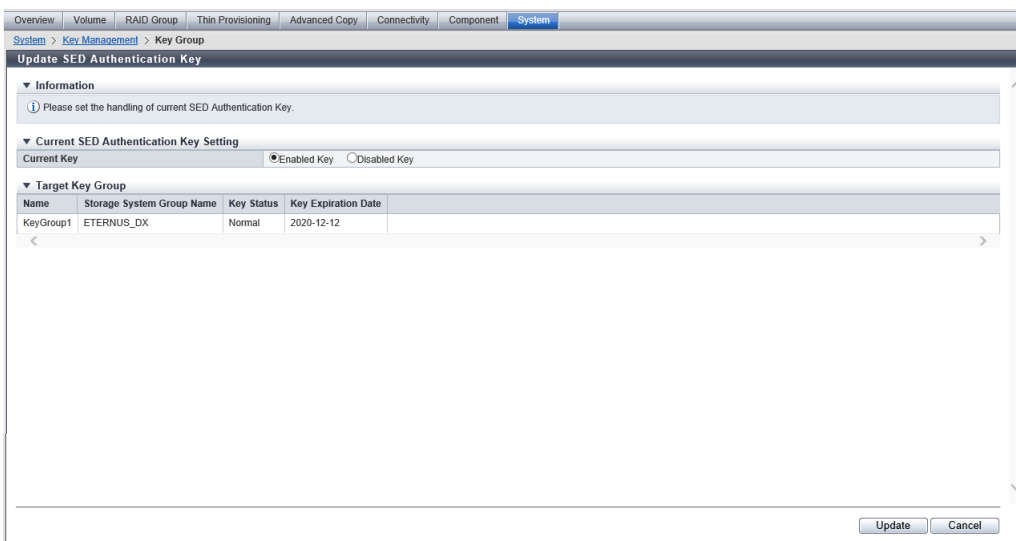 Overview Volume RAID Group Thin Provisioning Advanced Copy Connectivity Component System
System > Key Management > Key Group
Update SED Authentication Key
▼ Information
i Please set the handling of current SED Authentication Key.
▼ Current SED Authentication Key Setting
Current Key Enabled Key Disabled Key
▼ Target Key Group
Name Storage System Group Name Key Status Key Expiration Date
KeyGroup1 ETERNUS_DX Normal 2020-12-12
Update Cancel